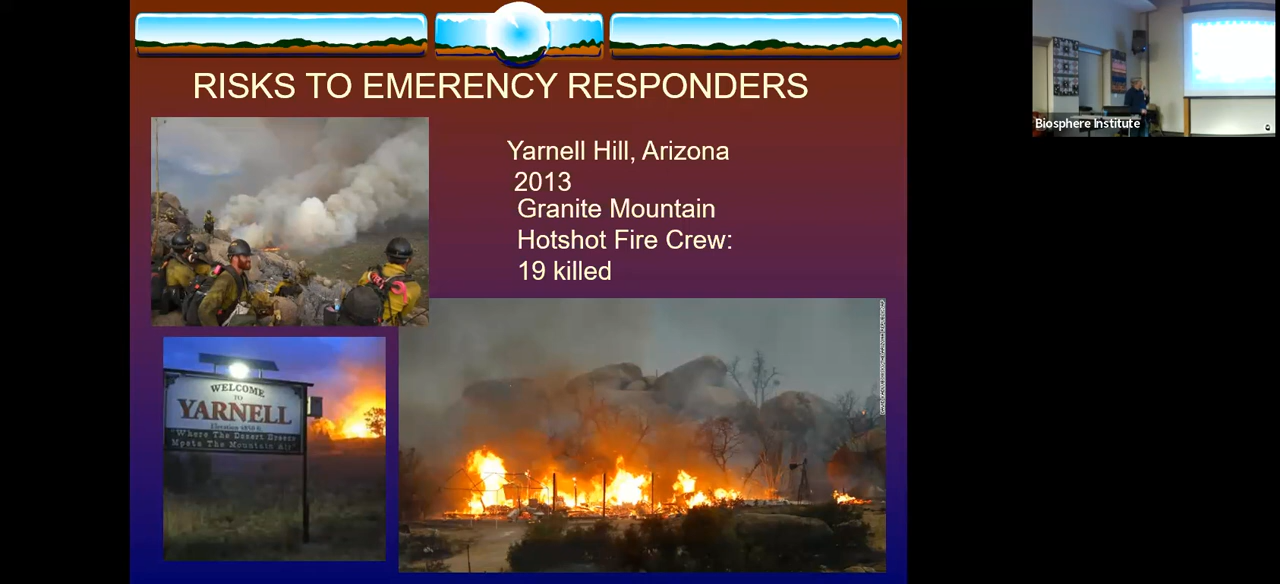 RISKS TO EMERENCY RESPONDERS
Yarnell Hill, Arizona
2013
Granite Mountain
Hotshot Fire Crew:
19 killed
WELCOME
TO
YARNELL
Elevation 4850 ft.
"Where The Desert Breeze
Meets The Mountain Air"
Biosphere Institute